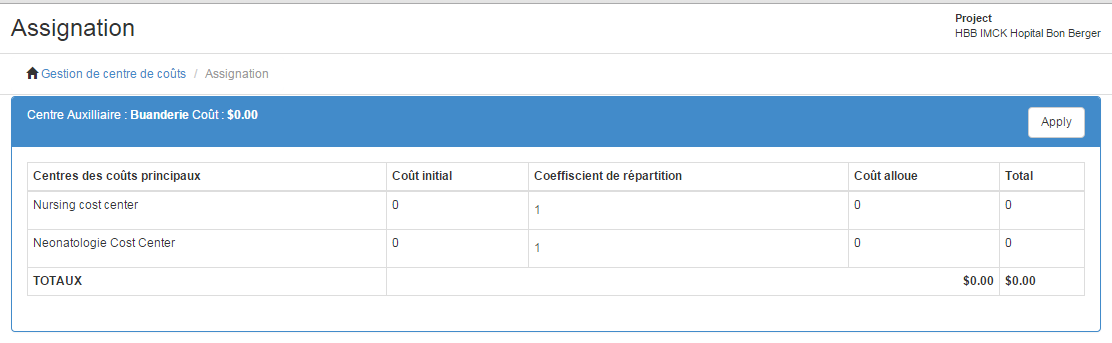 Assignation
Project
HBB IMCK Hopital Bon Berger
Gestion de centre de coûts / Assignation
Centre Auxilliaire : Buanderie Coût : $0.00
Apply
Centres des coûts principaux Coût initial Coeffiscient de répartition Coût alloue Total
Nursing cost center 0 1 0 0
Neonatologie Cost Center 0 1 0 0
TOTAUX $0.00 $0.00